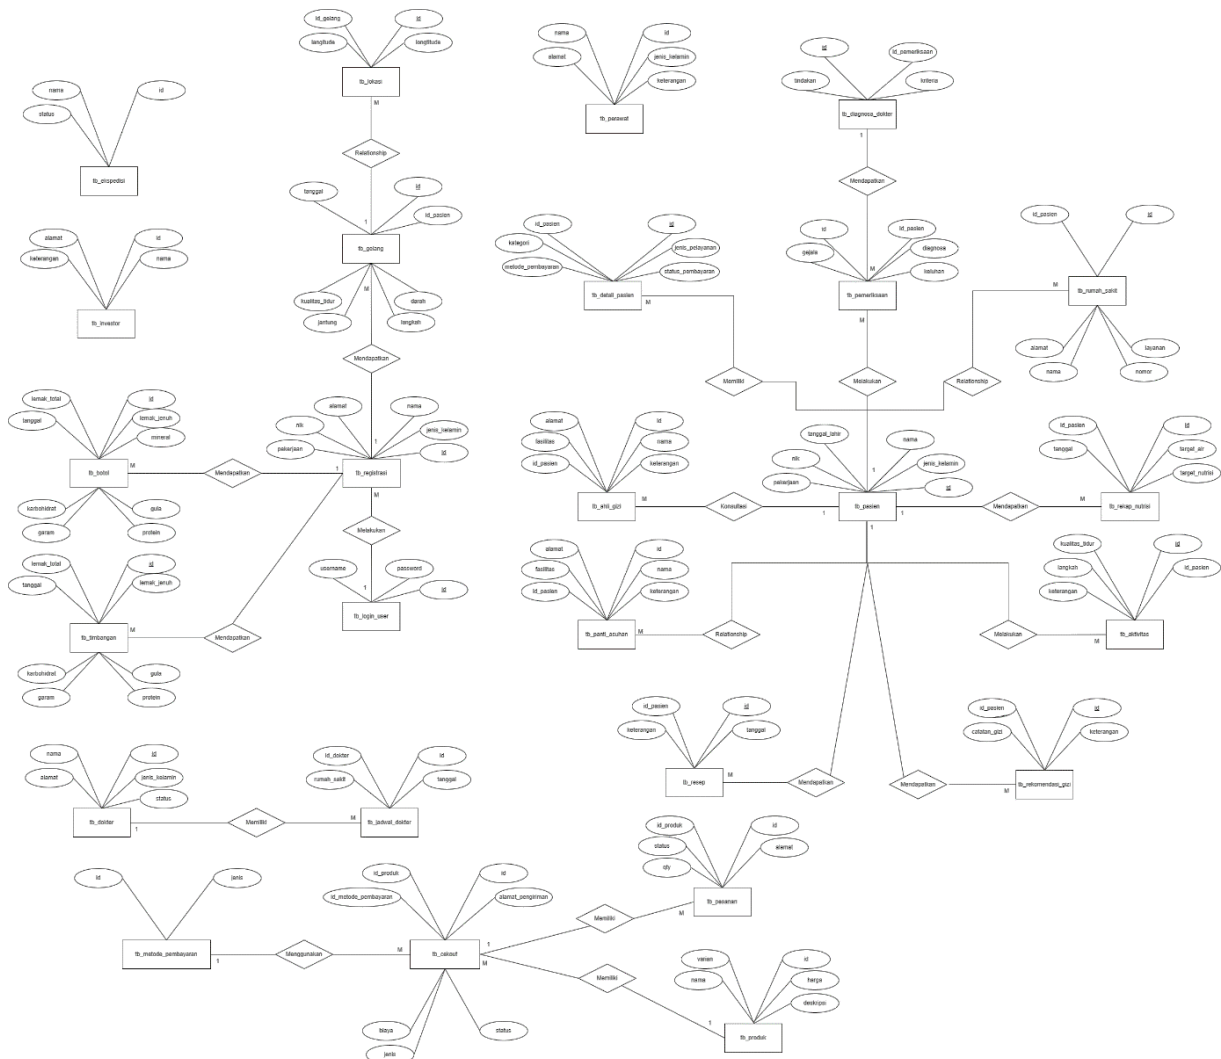 id_gelang
id
langtitude
langtitude
tb_lokasi
M
Relationship
1
tanggal
id
id_pasien
tb_gelang
M
kualitas_tidur
darah
jantung
langkah
Mendapatkan
nama
id
status
tb_ekspedisi
alamat
id
keterangan
nama
tb_investor
nama
id
alamat
jenis_kelamin
keterangan
tb_perawat
id
id_pemeriksaan
tindakan
kriteria
tb_diagnosa_dokter
1
Mendapatkan
id
id_pasien
gejala
diagnosa
keluhan
M
tb_pemeriksaan
M
Melakukan
id_pasien
id
kategori
jenis_pelayanan
metode_pembayaran
status_pembayaran
tb_detail_pasien
M
Memiliki
id_pasien
id
tb_rumah_sakit
M
alamat
layanan
nama
nomor
Relationship
lemak_total
id
tanggal
lemak_jenuh
mineral
tb_botol
M
Mendapatkan
1
karbohidrat
gula
garam
protein
alamat
nama
nik
jenis_kelamin
pekerjaan
id
1
tb_registrasi
M
Melakukan
username
password
id
1
tb_login_user
lemak_total
id
tanggal
lemak_jenuh
tb_timbangan
M
Mendapatkan
karbohidrat
gula
garam
protein
alamat
id
fasilitas
nama
id_pasien
keterangan
tb_ahli_gizi
M
Konsultasi
1
tanggal_lahir
nama
nik
1
jenis_kelamin
pekerjaan
id
tb_pasien
1
1
Mendapatkan
M
id_pasien
id
tanggal
target_air
target_nutrisi
tb_rekap_nutrisi
alamat
id
fasilitas
nama
id_pasien
keterangan
tb_panti_asuhan
M
Relationship
kualitas_tidur
id
langkah
id_pasien
keterangan
tb_aktivitas
M
Melakukan
id_pasien
id
keterangan
tanggal
tb_resep
M
Mendapatkan
id_pasien
id
catatan_gizi
keterangan
tb_rekomendasi_gizi
M
Mendapatkan
nama
id
alamat
jenis_kelamin
status
tb_dokter
1
Memiliki
M
id_dokter
id
rumah_sakit
tanggal
tb_jadwal_dokter
id
jenis
tb_metode_pembayaran
1
Menggunakan
M
id_produk
id
id_metode_pembayaran
alamat_pengiriman
tb_cekout
1
M
biaya
status
jenis
Memiliki
M
id_produk
id
status
alamat
qty
tb_pesanan
Memiliki
1
varian
id
nama
harga
deskripsi
tb_produk